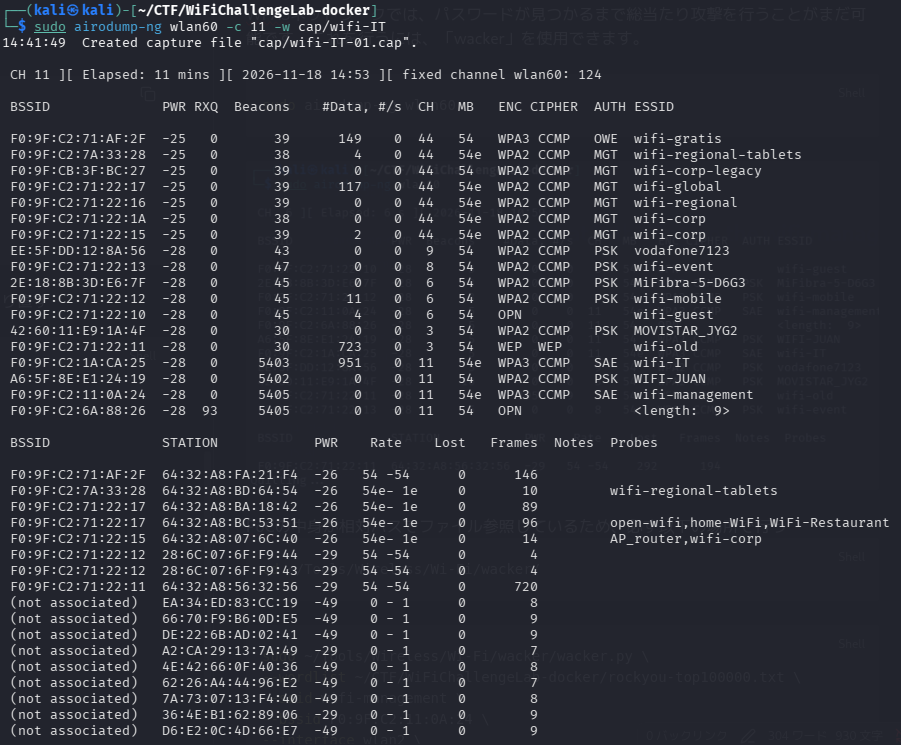 ┌──(kali㉿kali)-[~/CTF/WiFiChallengeLab-docker]
└─$ sudo airodump-ng wlan60 -c 11 -w cap/wifi-IT
14:41:49  Created capture file "cap/wifi-IT-01.cap".
CH 11 ][ Elapsed: 11 mins ][ 2026-11-18 14:53 ][ fixed channel wlan60: 124
BSSID              PWR RXQ  Beacons    #Data, #/s  CH   MB   ENC CIPHER  AUTH ESSID
F0:9F:C2:71:AF:2F  -25   0       39      149    0  44   54   WPA3 CCMP   OWE  wifi-gratis
F0:9F:C2:7A:33:28  -25   0       38        4    0  44   54e  WPA2 CCMP   MGT  wifi-regional-tablets
F0:9F:CB:3F:BC:27  -25   0       39        0    0  44   54   WPA2 CCMP   MGT  wifi-corp-legacy
F0:9F:C2:71:22:17  -25   0       39      117    0  44   54e  WPA2 CCMP   MGT  wifi-global
F0:9F:C2:71:22:16  -25   0       39        0    0  44   54e  WPA2 CCMP   MGT  wifi-regional
F0:9F:C2:71:22:1A  -25   0       38        0    0  44   54e  WPA2 CCMP   MGT  wifi-corp
F0:9F:C2:71:22:15  -25   0       39        2    0  44   54e  WPA2 CCMP   MGT  wifi-corp
EE:5F:DD:12:8A:56  -28   0       43        0    0   9   54   WPA2 CCMP   PSK  vodafone7123
F0:9F:C2:71:22:13  -28   0       47        0    0   8   54   WPA2 CCMP   PSK  wifi-event
2E:18:8B:3D:E6:7F  -28   0       45        0    0   6   54   WPA2 CCMP   PSK  MiFibra-5-D6G3
F0:9F:C2:71:22:12  -28   0       45       11    0   6   54   WPA2 CCMP   PSK  wifi-mobile
F0:9F:C2:71:22:10  -28   0       45        4    0   6   54   OPN              wifi-guest
42:60:11:E9:1A:4F  -28   0       30        0    0   3   54   WPA2 CCMP   PSK  MOVISTAR_JYG2
F0:9F:C2:71:22:11  -28   0       30      723    0   3   54   WEP  WEP         wifi-old
F0:9F:C2:1A:CA:25  -28   0     5403      951    0  11   54e  WPA3 CCMP   SAE  wifi-IT
A6:5F:8E:E1:24:19  -28   0     5402        0    0  11   54   WPA2 CCMP   PSK  WIFI-JUAN
F0:9F:C2:11:0A:24  -28   0     5405        0    0  11   54e  WPA3 CCMP   SAE  wifi-management
F0:9F:C2:6A:88:26  -28  93     5405        0    0  11   54   OPN              <length:  9>
BSSID              STATION            PWR    Rate    Lost   Frames  Notes  Probes
F0:9F:C2:71:AF:2F  64:32:A8:FA:21:F4  -26   54 -54      0      146
F0:9F:C2:7A:33:28  64:32:A8:BD:64:54  -26   54e- 1e     0       10         wifi-regional-tablets
F0:9F:C2:71:22:17  64:32:A8:BA:18:42  -26   54e- 1e     0       89
F0:9F:C2:71:22:17  64:32:A8:BC:53:51  -26   54e- 1e     0       96         open-wifi,home-WiFi,WiFi-Restaurant
F0:9F:C2:71:22:15  64:32:A8:07:6C:40  -26   54e- 1e     0       14         AP_router,wifi-corp
F0:9F:C2:71:22:12  28:6C:07:6F:F9:44  -29   54 -54      0        4
F0:9F:C2:71:22:12  28:6C:07:6F:F9:43  -29   54 -54      0        4
F0:9F:C2:71:22:11  64:32:A8:56:32:56  -29   54 -54      0      720
(not associated)   EA:34:ED:83:CC:19  -49    0 - 1      0        8
(not associated)   66:70:F9:B6:0D:E5  -49    0 - 1      0        9
(not associated)   DE:22:6B:AD:02:41  -49    0 - 1      0        9
(not associated)   A2:CA:29:13:7A:49  -29    0 - 1      0        7
(not associated)   4E:42:66:0F:40:36  -49    0 - 1      0        8
(not associated)   62:26:A4:44:96:E2  -49    0 - 1      0        7
(not associated)   7A:73:07:13:F4:40  -49    0 - 1      0        8
(not associated)   36:4E:B1:62:89:06  -29    0 - 1      0        9
(not associated)   D6:E2:0C:4D:66:E7  -49    0 - 1      0        9